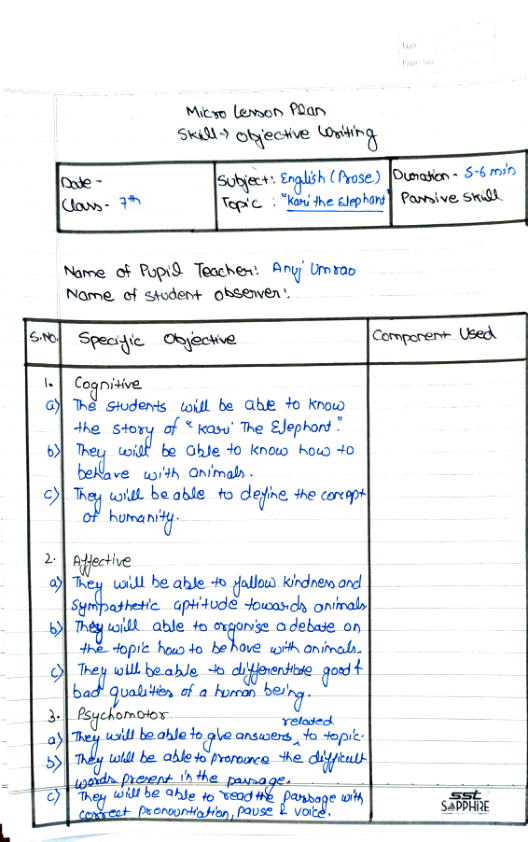 Date
Page No
Micro Lesson Plan
Skill → Objective Writing
Date -
Class - 7th
Subject: English (Prose)
Topic : "Kari the Elephant"
Duration - 5-6 min
Passive Skill
Name of Pupil Teacher: Anuj Umrao
Name of student observer:
S.No. Specific Objective Component Used
1. Cognitive
a) The students will be able to know
the story of "Kari The Elephant."
b) They will be able to know how to
behave with animals.
c) They will be able to define the concept
of humanity.
2. Affective
a) They will be able to fallow kindness and
sympathetic aptitude towards animals
b) They will able to organise a debate on
the topic how to behave with animals.
c) They will be able to differentiate good &
bad qualities of a human being.
3. Psychomotor
a) They will be able to give answers related to topic.
b) They will be able to pronounce the difficult
words present in the passage.
c) They will be able to read the passage with
correct pronountiation, pause & voice.
SSt
SAPPHIRE